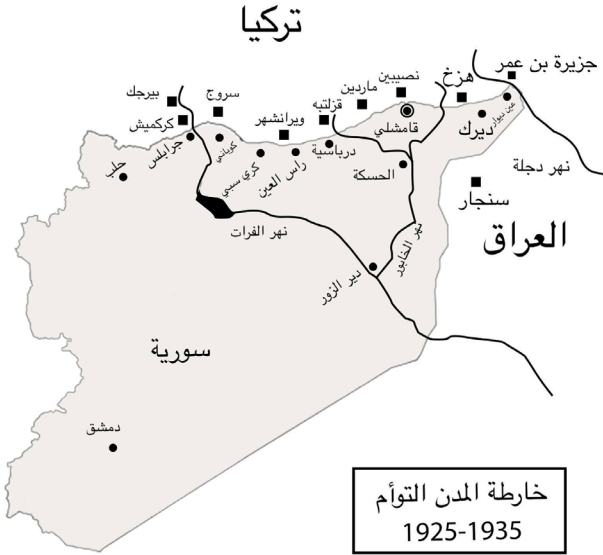 تركيا
جزيرة بن عمر
هزخ
نصيبين
ماردين
قزلتبه
ويرانشهر
سروج
بيرجك
كركميش
عين ديوار
ديرك
قامشلي
درباسية
راس العين
كري سبي
كوباني
جرابلس
حلب
الحسكة
نهر دجلة
سنجار
العراق
نهر الخابور
نهر الفرات
دير الزور
سورية
دمشق
خارطة المدن التوأم
1925-1935